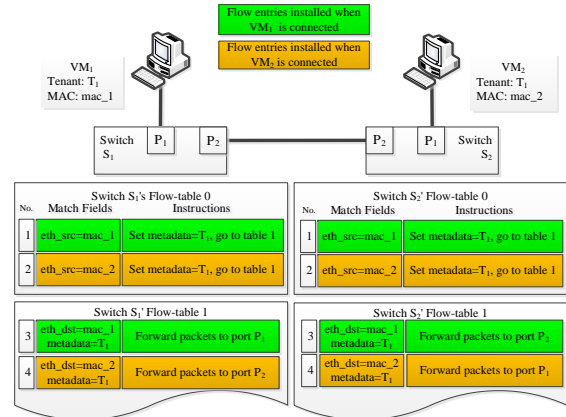 Flow entries installed when
VM1 is connected
Flow entries installed when
VM2 is connected
VM1
Tenant: T1
MAC: mac_1
VM2
Tenant: T1
MAC: mac_2
Switch
S1
P1
P2
P2
P1
Switch
S2
Switch S1's Flow-table 0
No. Match Fields Instructions
1 eth_src=mac_1 Set metadata=T1, go to table 1
2 eth_src=mac_2 Set metadata=T1, go to table 1
Switch S2' Flow-table 0
No. Match Fields Instructions
1 eth_src=mac_1 Set metadata=T1, go to table 1
2 eth_src=mac_2 Set metadata=T1, go to table 1
Switch S1' Flow-table 1
3 eth_dst=mac_1 metadata=T1 Forward packets to port P1
4 eth_dst=mac_2 metadata=T1 Forward packets to port P2
Switch S2' Flow-table 1
3 eth_dst=mac_1 metadata=T1 Forward packets to port P2
4 eth_dst=mac_2 metadata=T1 Forward packets to port P1